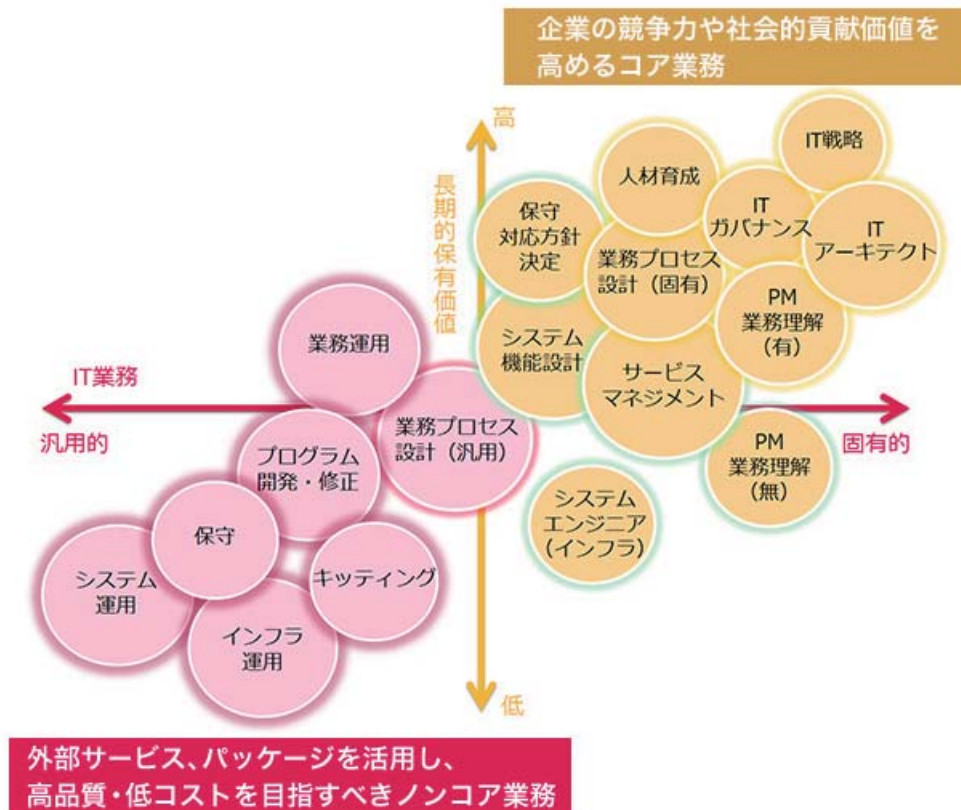 企業の競争力や社会的貢献価値を
高めるコア業務
高
長期的保有価値
IT戦略
人材育成
IT
ガバナンス
IT
アーキテクト
保守
対応方針
決定
業務プロセス
設計（固有）
PM
業務理解
(有)
業務運用
システム
機能設計
サービス
マネジメント
IT業務
汎用的
固有的
業務プロセス
設計（汎用）
プログラム
開発・修正
PM
業務理解
(無)
システム
エンジニア
(インフラ)
保守
キッティング
システム
運用
インフラ
運用
低
外部サービス、パッケージを活用し、
高品質・低コストを目指すべきノンコア業務